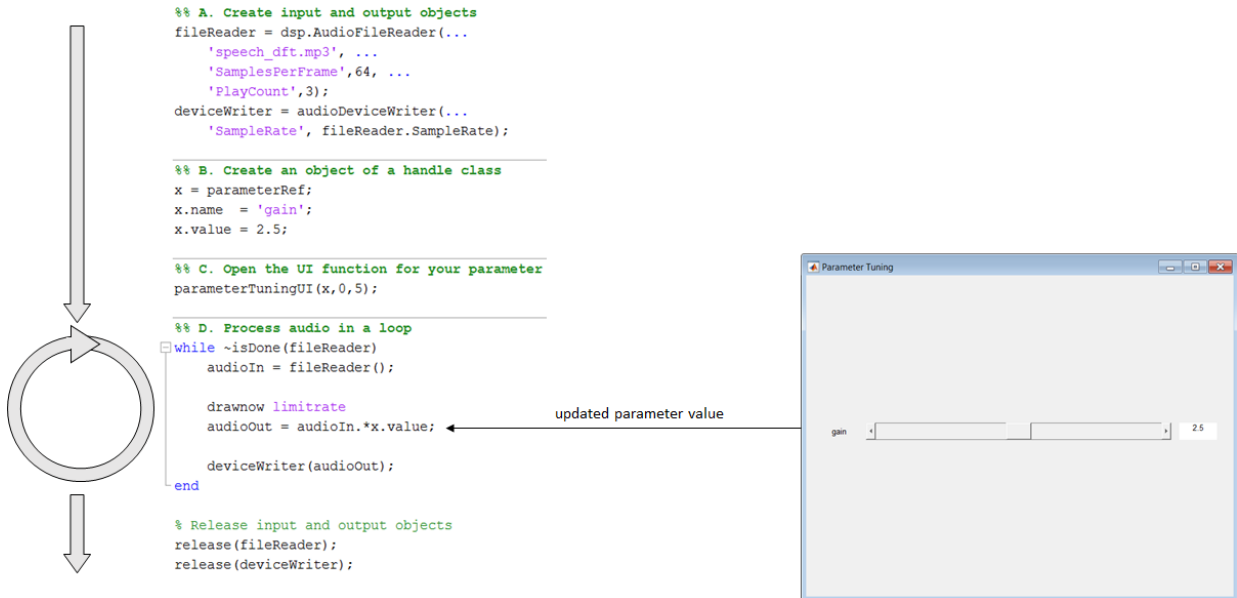 %% A. Create input and output objects
fileReader = dsp.AudioFileReader(...
'speech_dft.mp3', ...
'SamplesPerFrame',64, ...
'PlayCount',3);
deviceWriter = audioDeviceWriter(...
'SampleRate', fileReader.SampleRate);
%% B. Create an object of a handle class
x = parameterRef;
x.name  = 'gain';
x.value = 2.5;
%% C. Open the UI function for your parameter
parameterTuningUI(x,0,5);
%% D. Process audio in a loop
while ~isDone(fileReader)
audioIn = fileReader();
drawnow limitrate
audioOut = audioIn.*x.value;
deviceWriter(audioOut);
end
% Release input and output objects
release(fileReader);
release(deviceWriter);
updated parameter value
Parameter Tuning
gain
2.5